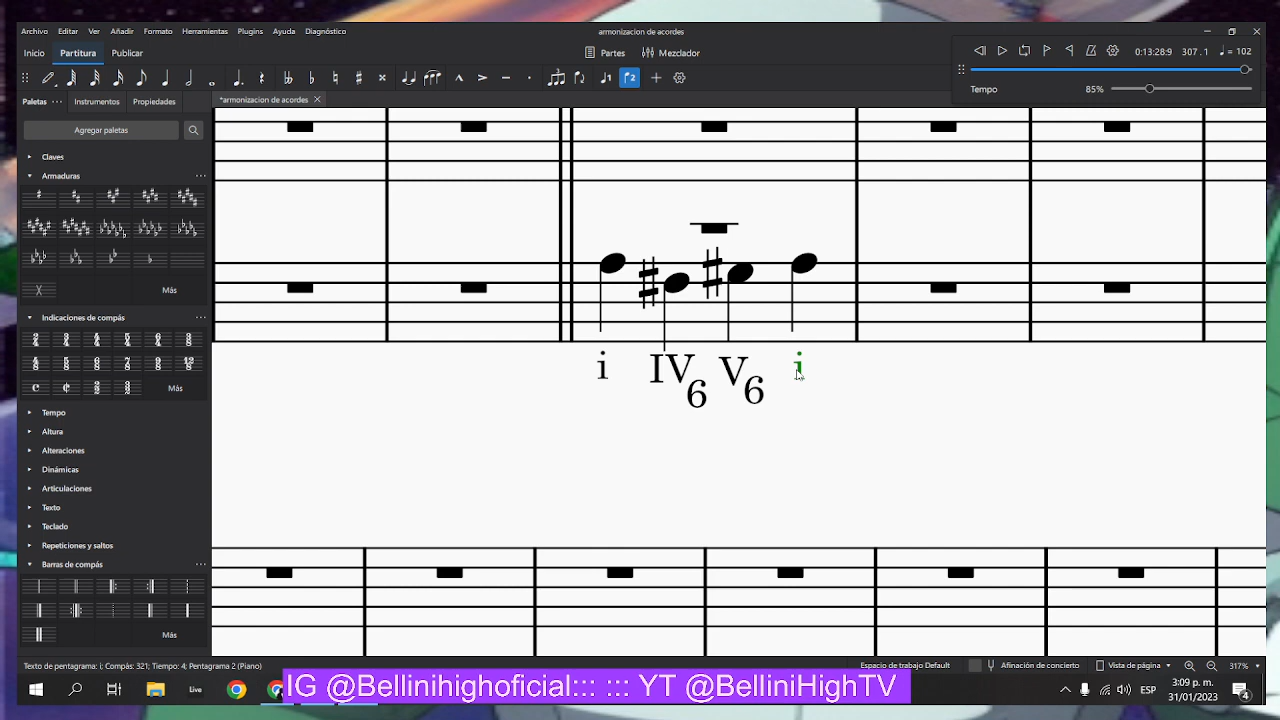 Archivo Editar Ver Añadir Formato Herramientas Plugins Ayuda Diagnóstico
armonizacion de acordes
Inicio Partitura Publicar
Partes Mezclador
0:13:28:9 307 . 1 = 102
Tempo 85%
Paletas Instrumentos Propiedades
*armonizacion de acordes
Agregar paletas
Claves
Armaduras
Más
Indicaciones de compás
Más
Tempo
Altura
Alteraciones
Dinámicas
Articulaciones
Texto
Teclado
Repeticiones y saltos
Barras de compás
Más
i IV6 V6 i
Texto de pentagrama: i; Compás: 321; Tiempo: 4; Pentagrama 2 (Piano)
Espacio de trabajo Default
Afinación de concierto
Vista de página
317%
Live
IG @Bellinihighoficial::: ::: YT @BelliniHighTV
ESP
3:09 p. m.
31/01/2023